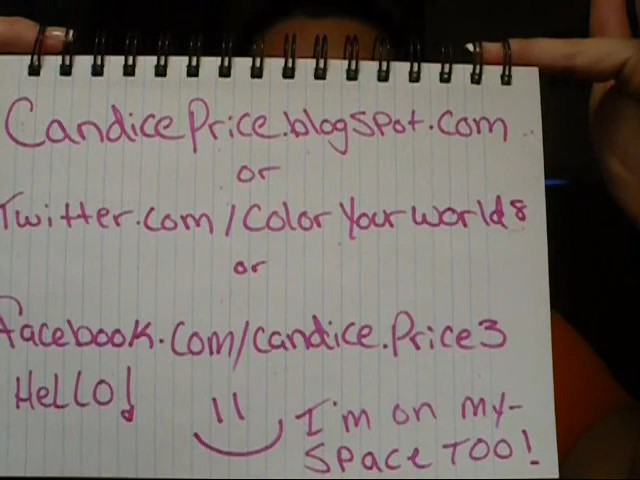 CandicePrice.blogspot.com
or
Twitter.com/ColorYourWorld8
or
facebook.com/candice.Price3
HELLO!
I'm on my-
space TOO!